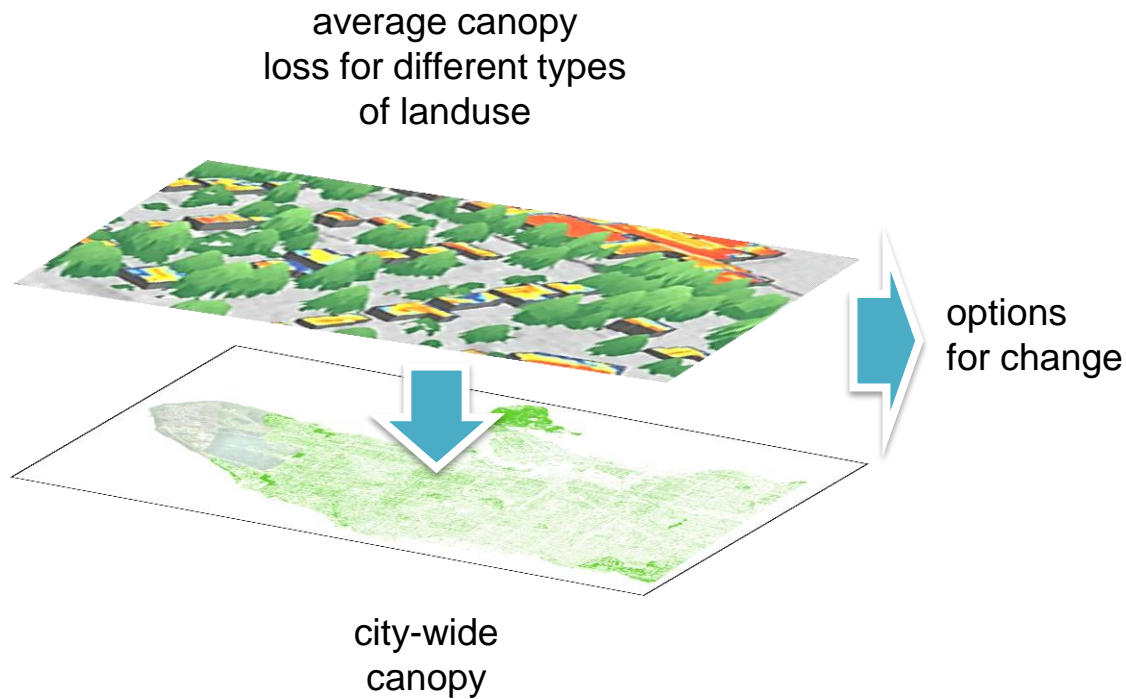 average canopy
loss for different types
of landuse
options
for change
city-wide
canopy